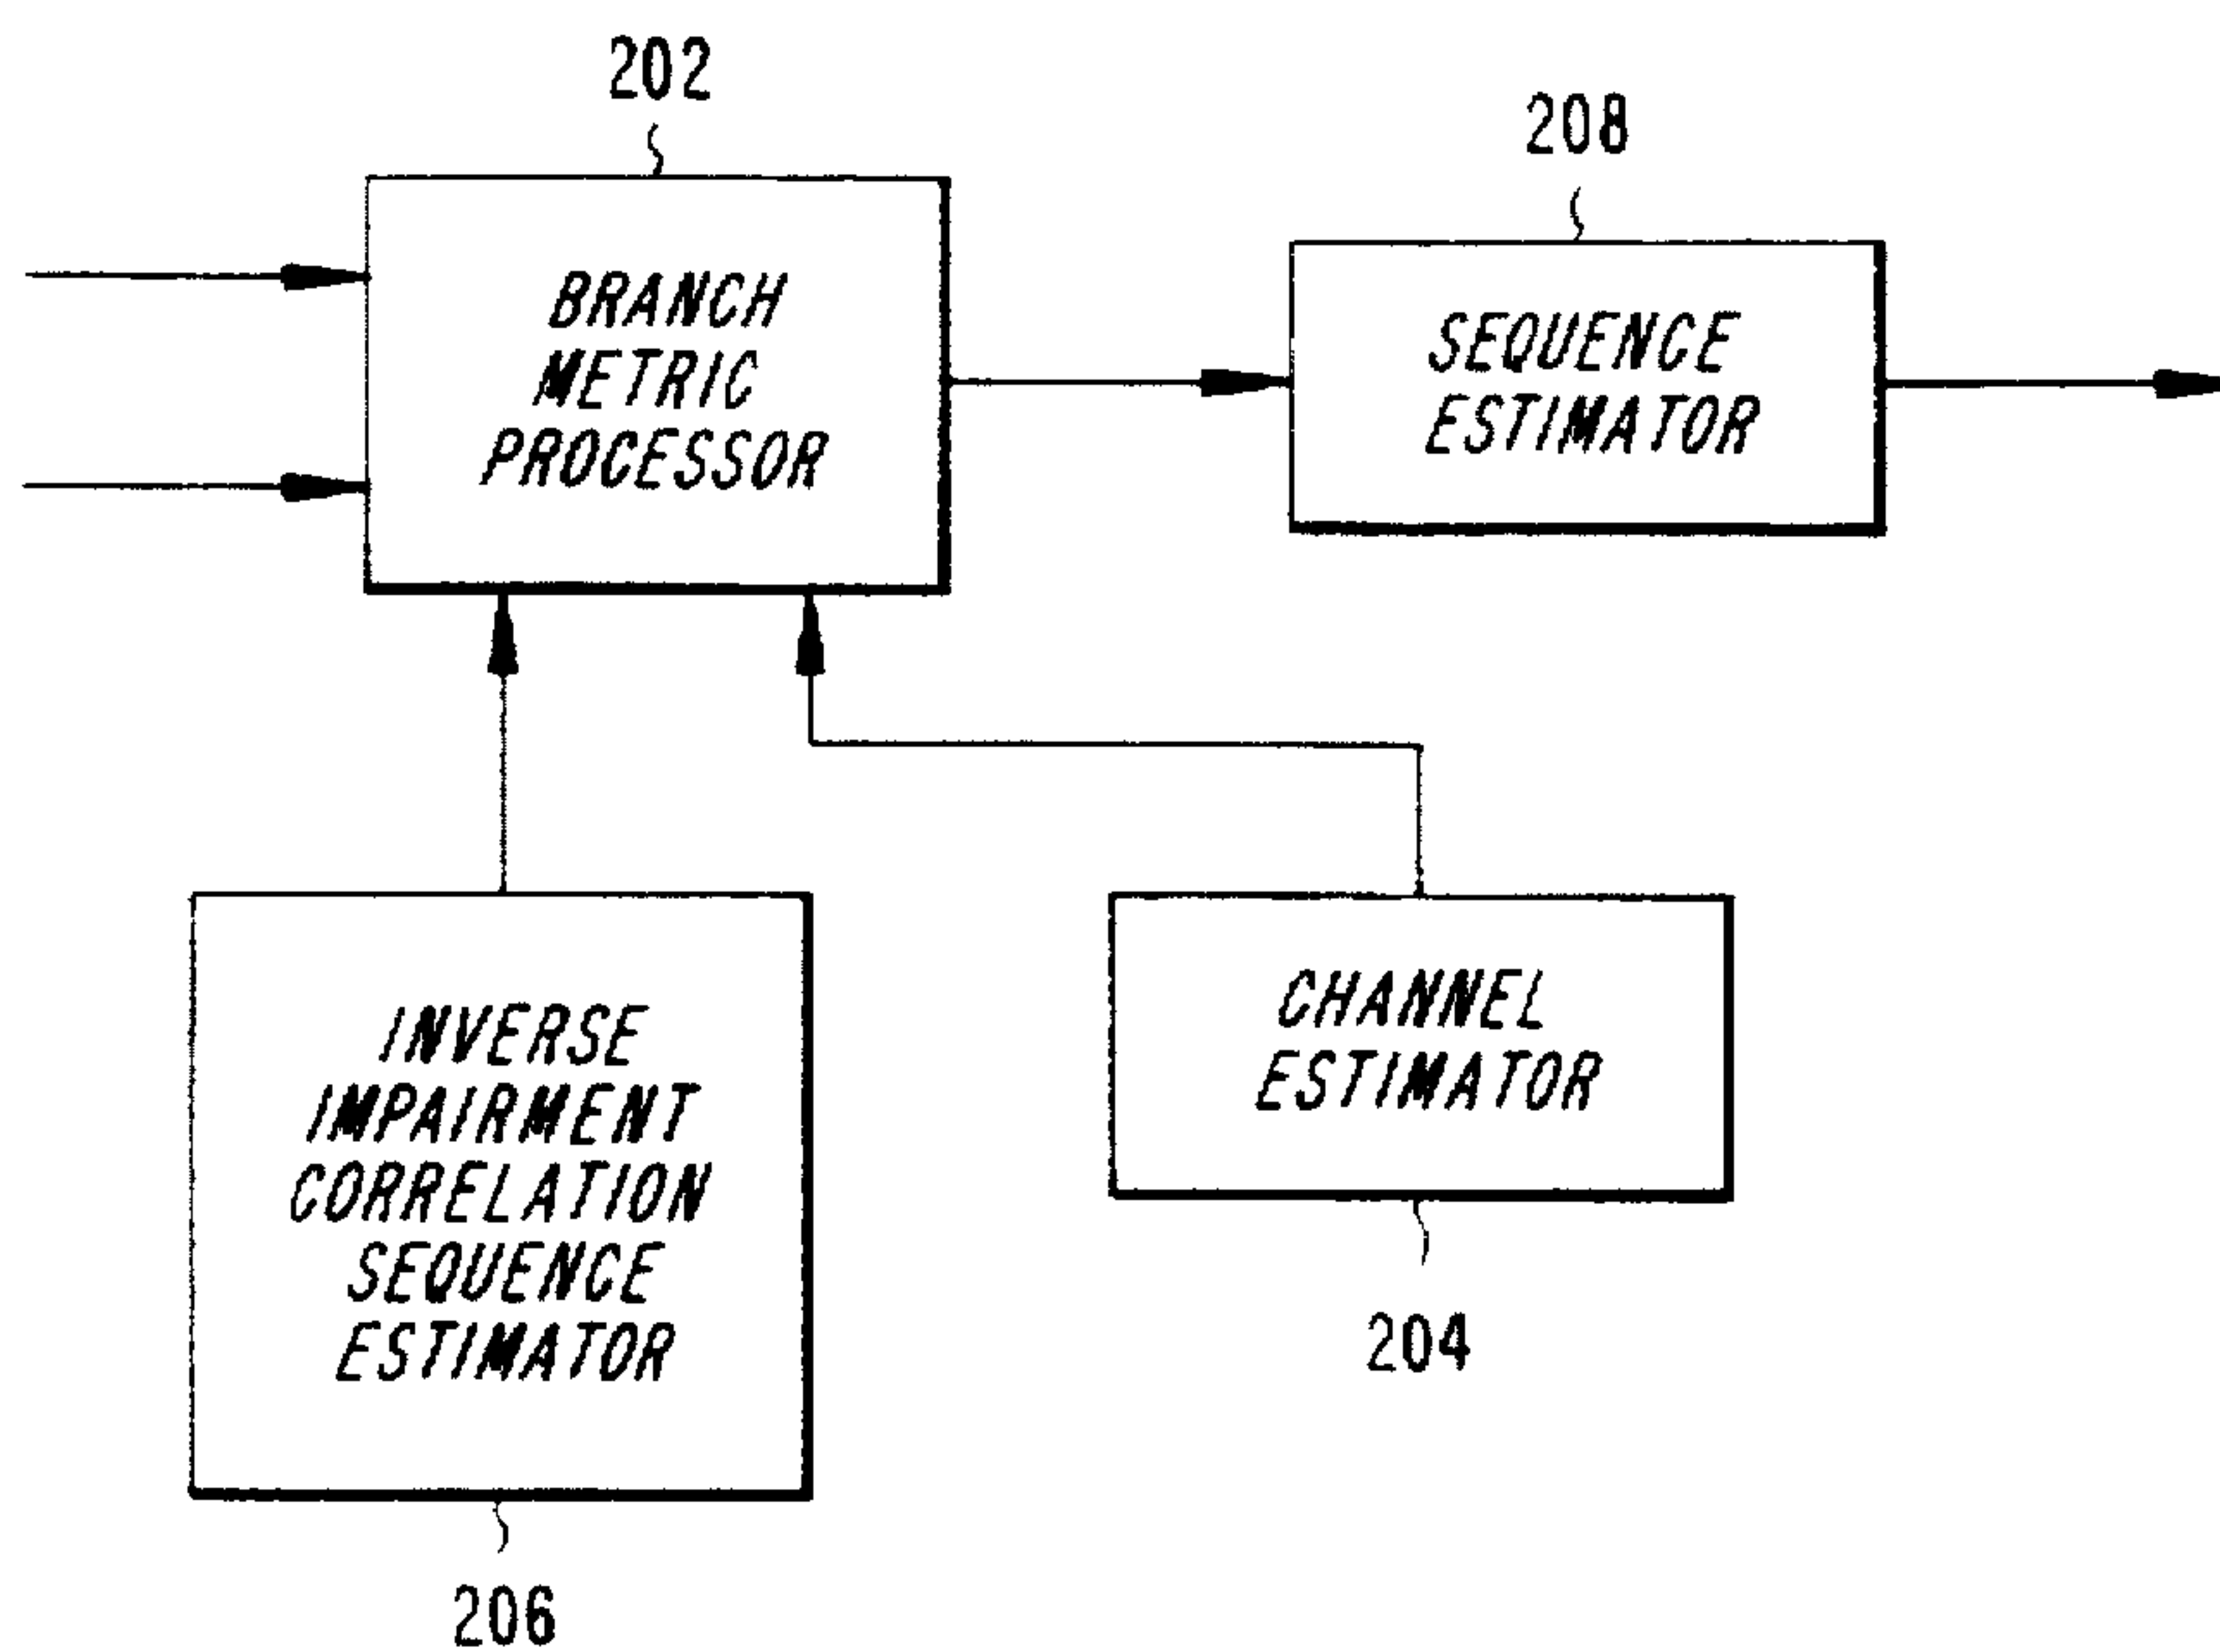 202
208
BRANCH
METRIC
PROCESSOR
SEQUENCE
ESTIMATOR
INVERSE
IMPAIRMENT
CORRELATION
SEQUENCE
ESTIMATOR
CHANNEL
ESTIMATOR
204
206